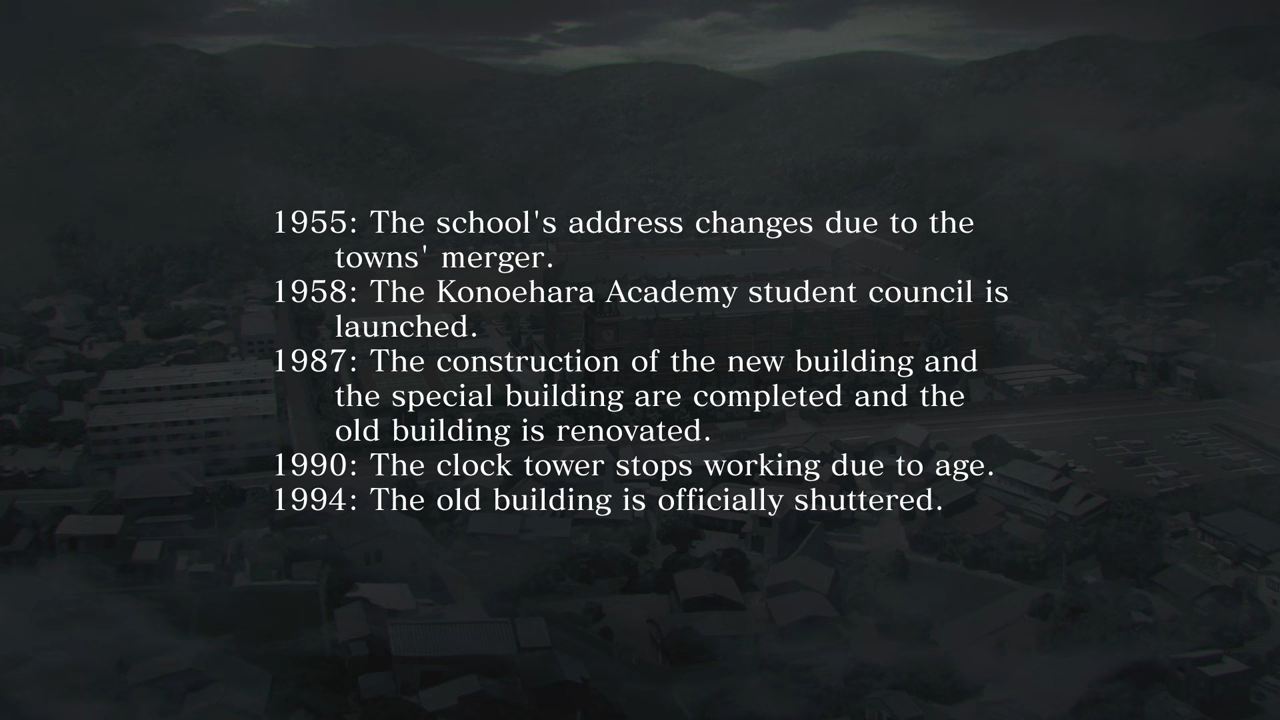 1955: The school's address changes due to the
towns' merger.
1958: The Konoehara Academy student council is
launched.
1987: The construction of the new building and
the special building are completed and the
old building is renovated.
1990: The clock tower stops working due to age.
1994: The old building is officially shuttered.